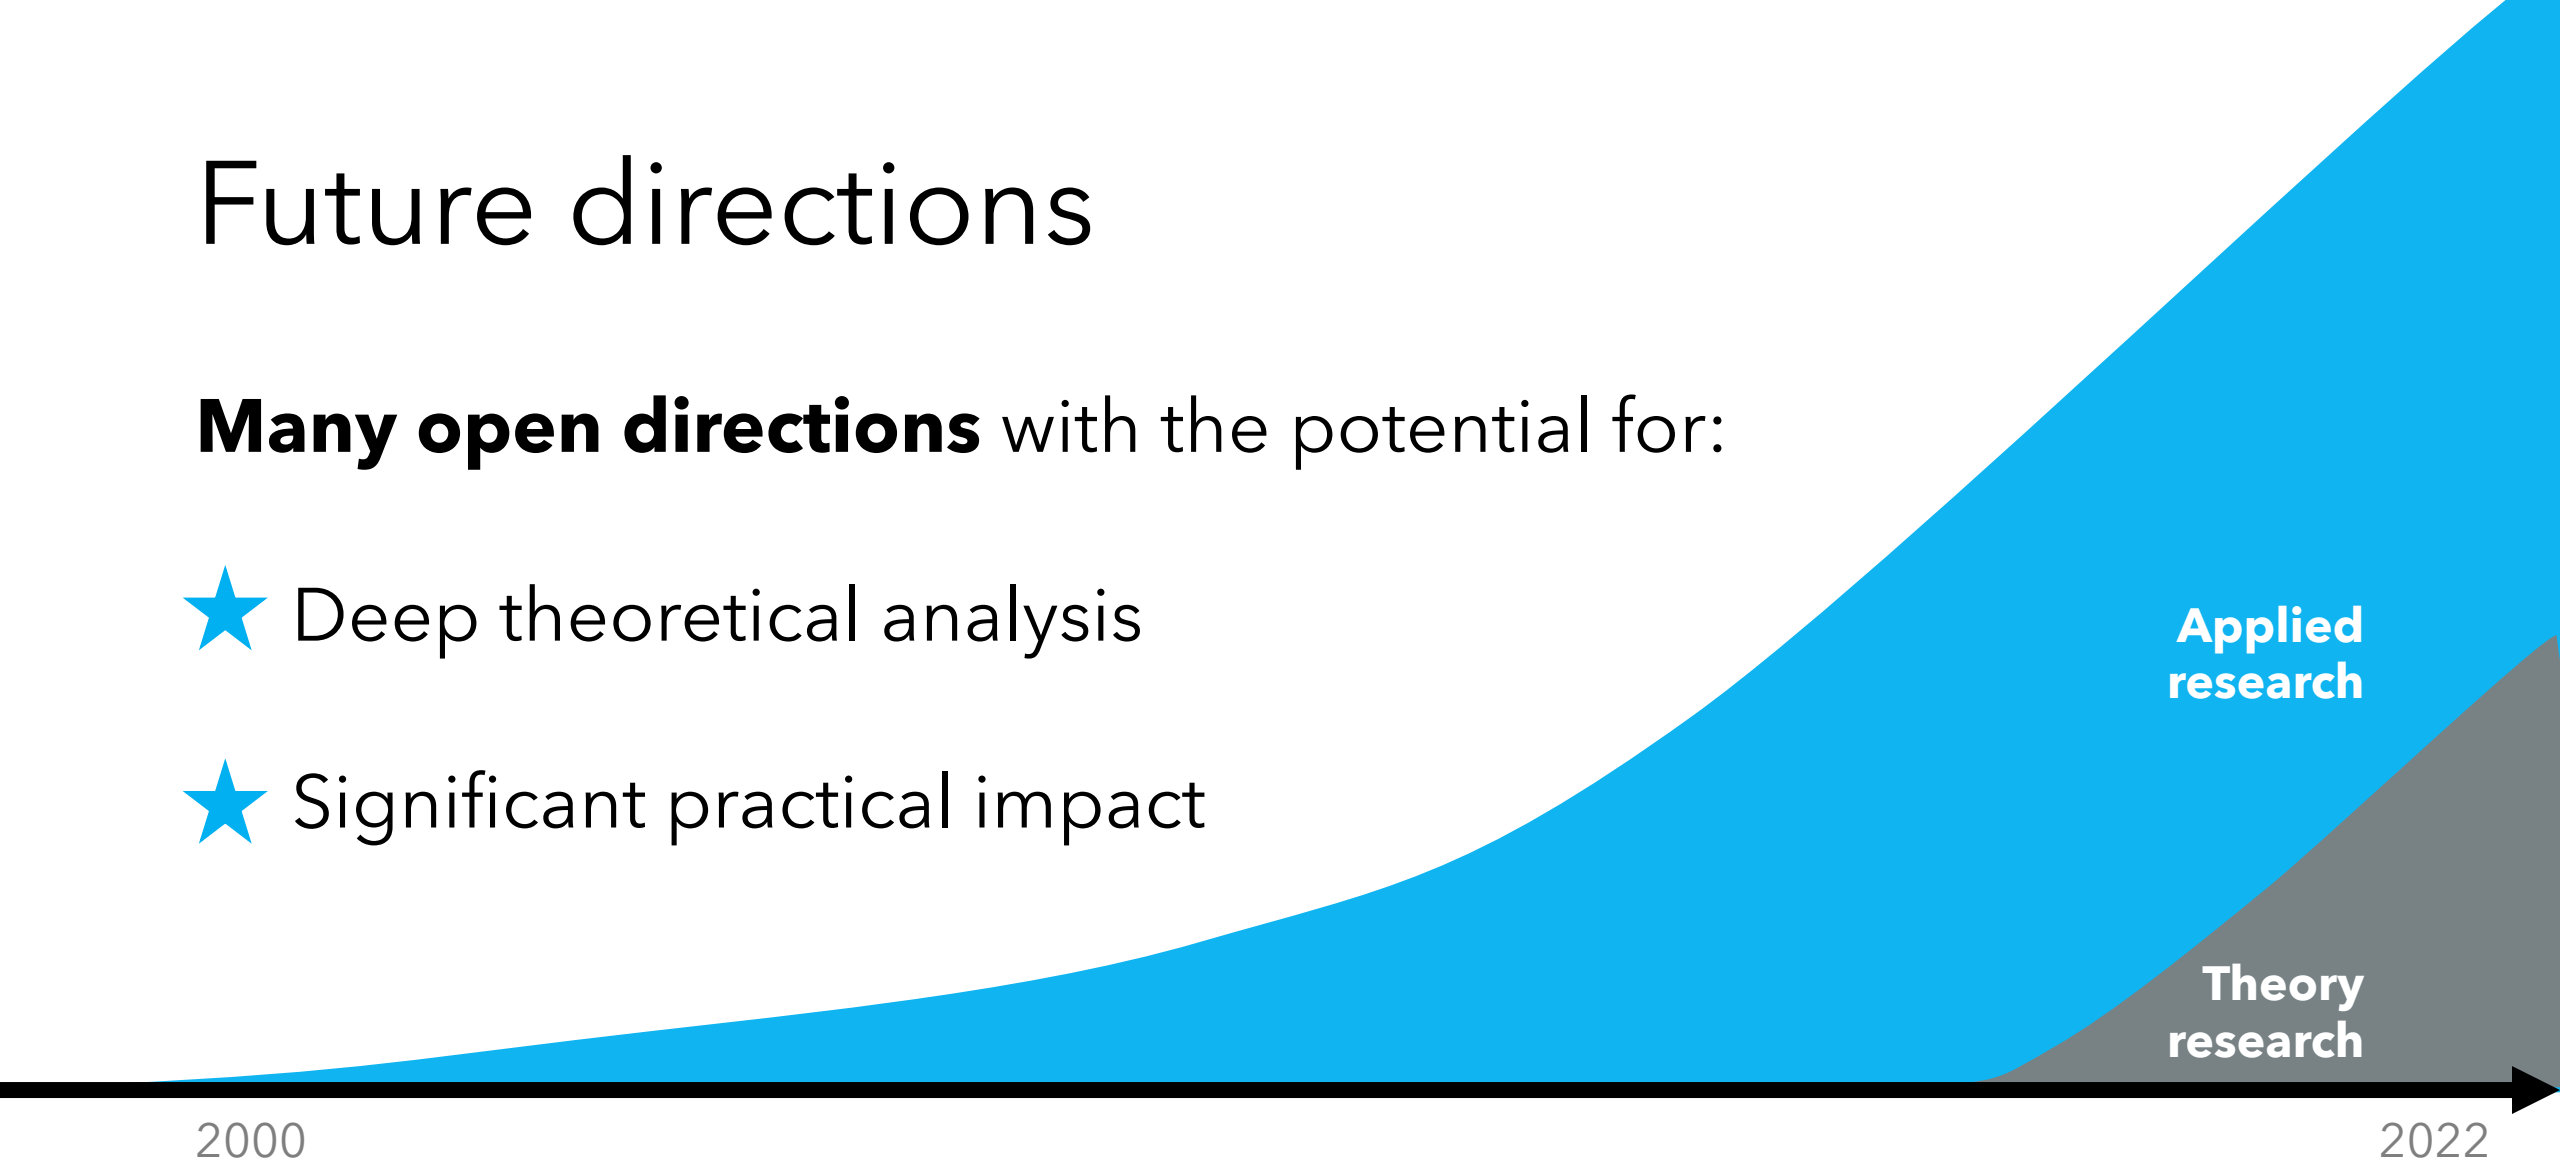 Future directions
Many open directions with the potential for:
Deep theoretical analysis
Significant practical impact
Applied
research
Theory
research
2000
2022